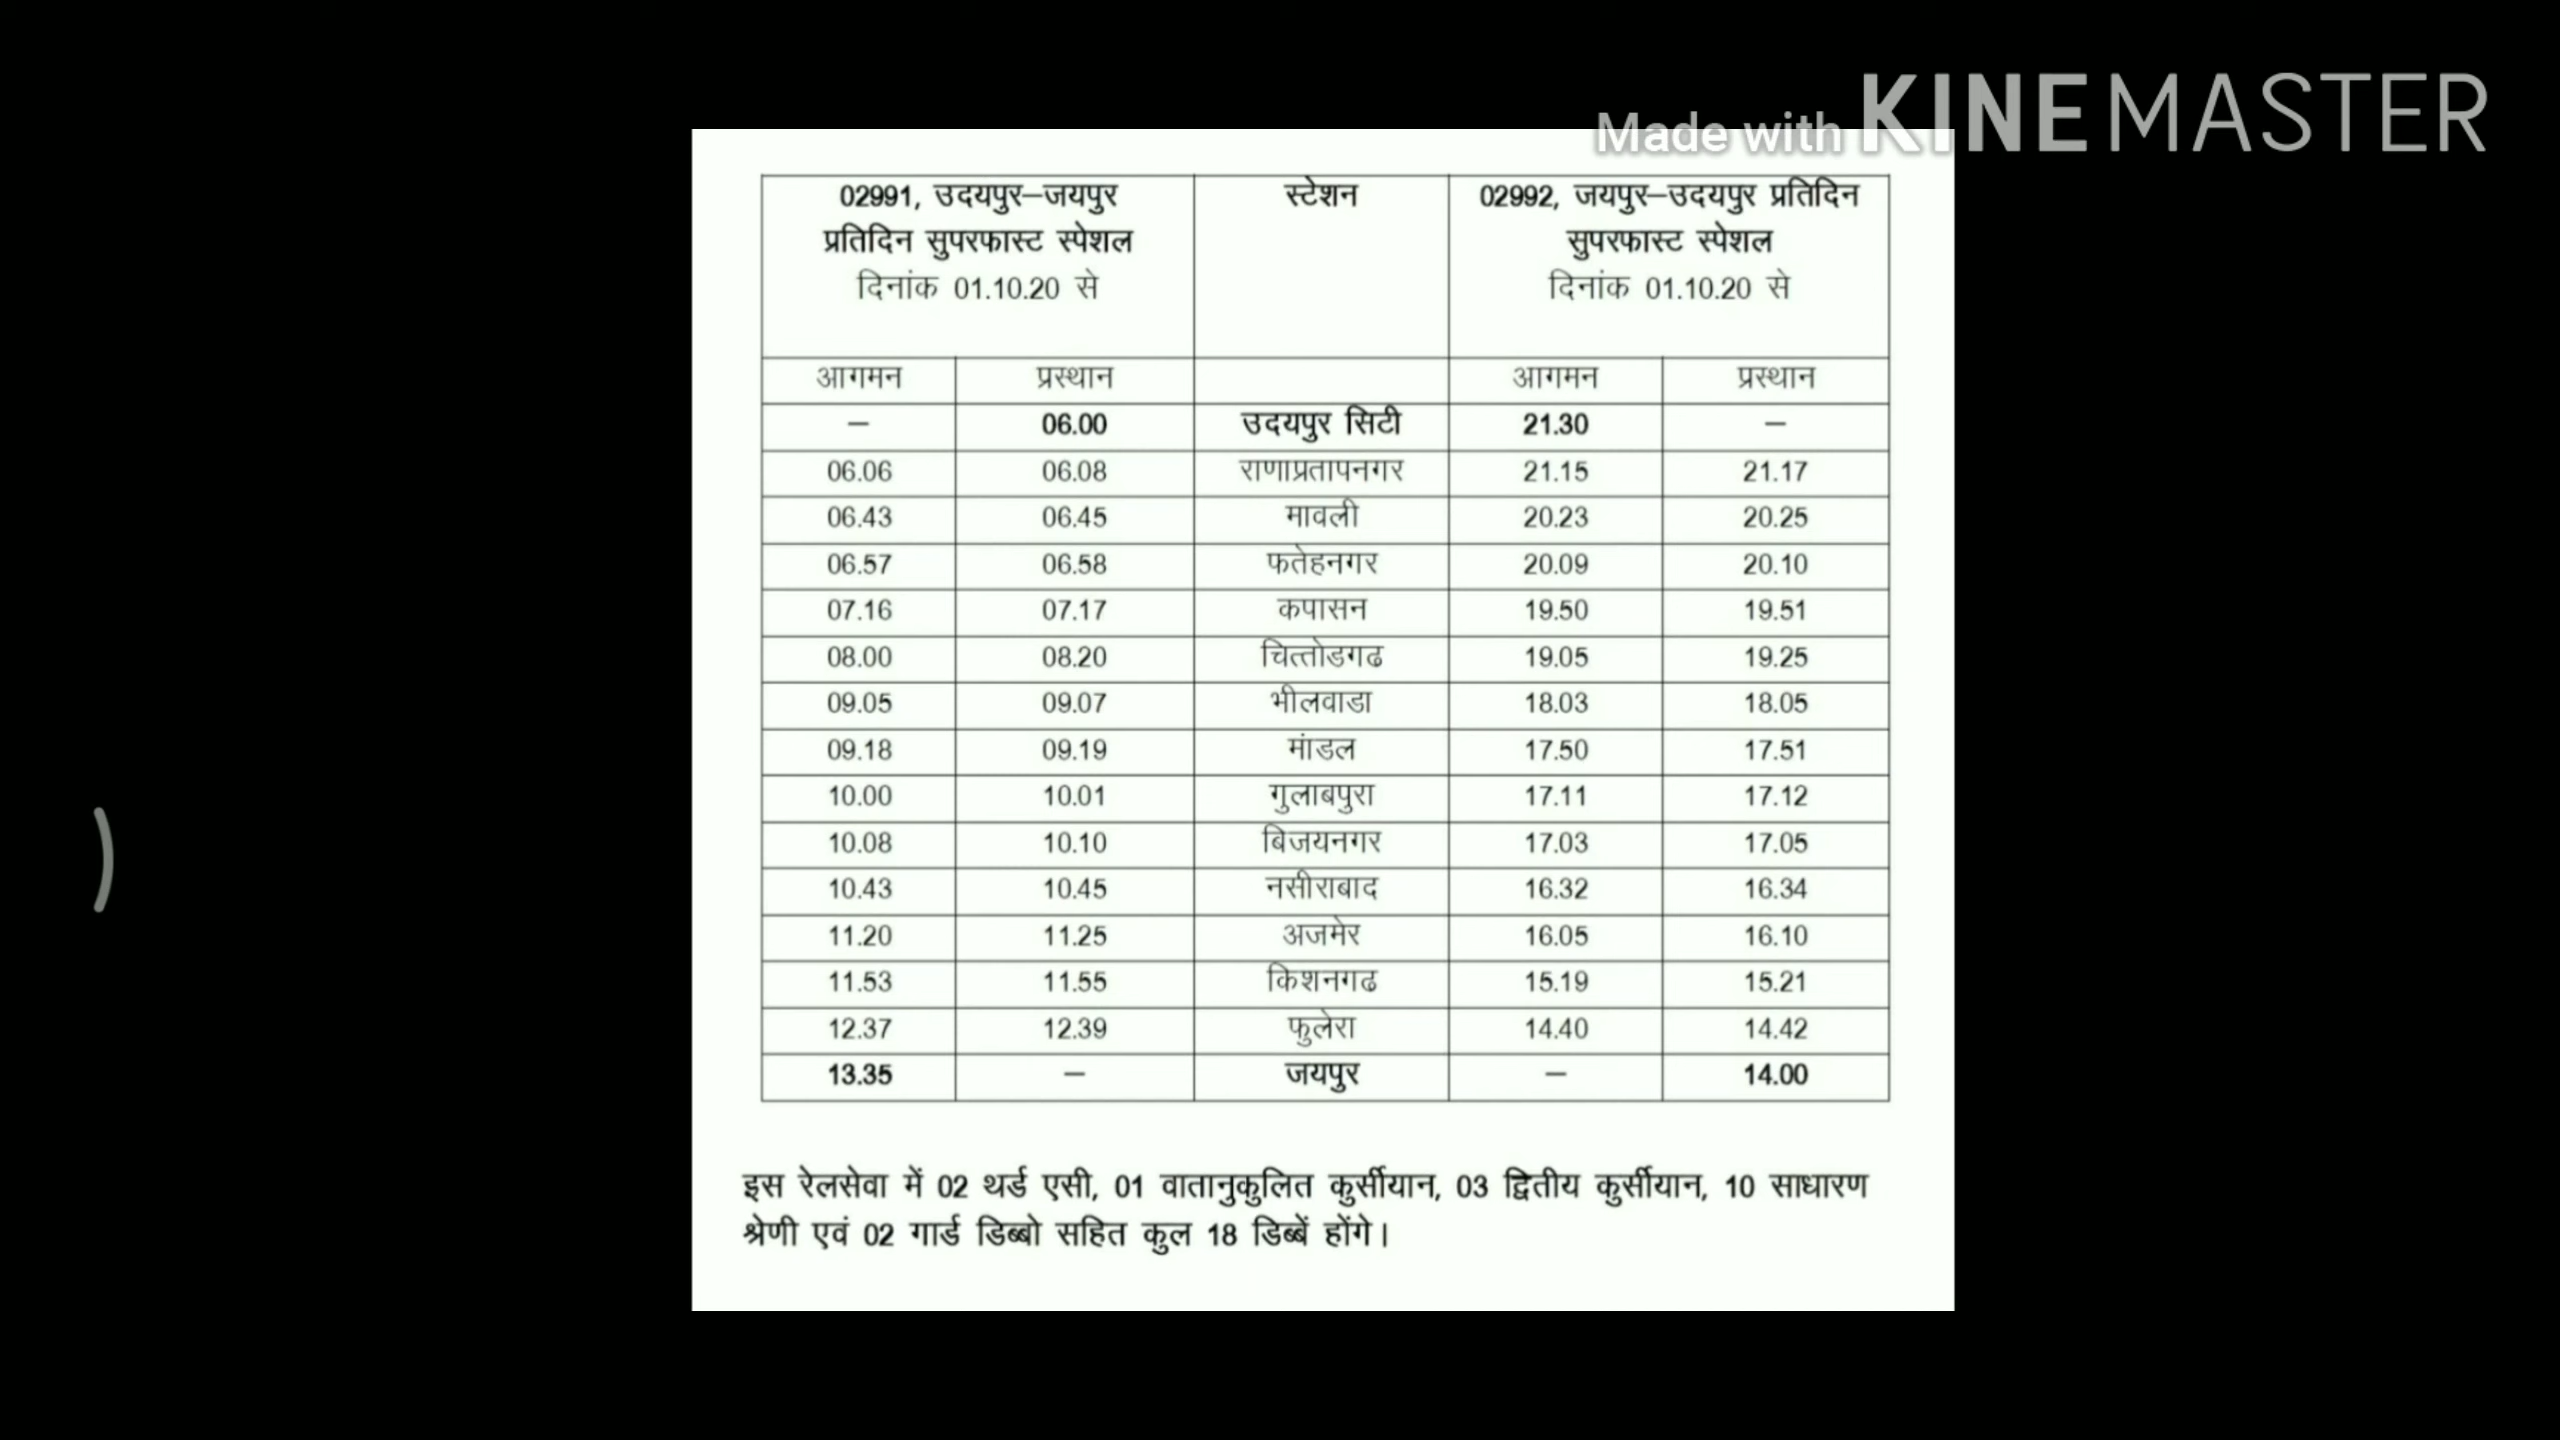 Made with KINEMASTER
02991, उदयपुर–जयपुर स्टेशन 02992, जयपुर–उदयपुर प्रतिदिन
प्रतिदिन सुपरफास्ट स्पेशल सुपरफास्ट स्पेशल
दिनांक 01.10.20 से दिनांक 01.10.20 से
आगमन प्रस्थान आगमन प्रस्थान
– 06.00 उदयपुर सिटी 21.30 –
06.06 06.08 राणाप्रतापनगर 21.15 21.17
06.43 06.45 मावली 20.23 20.25
06.57 06.58 फतेहनगर 20.09 20.10
07.16 07.17 कपासन 19.50 19.51
08.00 08.20 चित्तोडगढ 19.05 19.25
09.05 09.07 भीलवाडा 18.03 18.05
09.18 09.19 मांडल 17.50 17.51
10.00 10.01 गुलाबपुरा 17.11 17.12
10.08 10.10 बिजयनगर 17.03 17.05
10.43 10.45 नसीराबाद 16.32 16.34
11.20 11.25 अजमेर 16.05 16.10
11.53 11.55 किशनगढ 15.19 15.21
12.37 12.39 फुलेरा 14.40 14.42
13.35 – जयपुर – 14.00
इस रेलसेवा में 02 थर्ड एसी, 01 वातानुकुलित कुर्सीयान, 03 द्वितीय कुर्सीयान, 10 साधारण
श्रेणी एवं 02 गार्ड डिब्बो सहित कुल 18 डिब्बें होंगे।